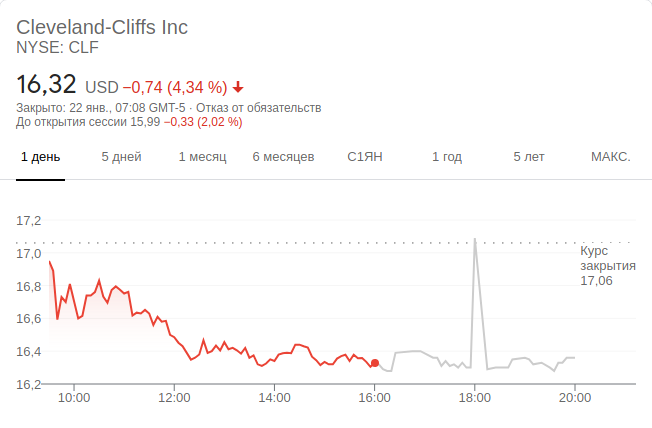 Cleveland-Cliffs Inc
NYSE: CLF
16,32 USD −0,74 (4,34 %)
Закрыто: 22 янв., 07:08 GMT-5 · Отказ от обязательств
До открытия сессии 15,99 −0,33 (2,02 %)
1 день 5 дней 1 месяц 6 месяцев С1ЯН 1 год 5 лет МАКС.
17,2
17,0
Курс
закрытия
17,06
16,8
16,6
16,4
16,2
10:00 12:00 14:00 16:00 18:00 20:00